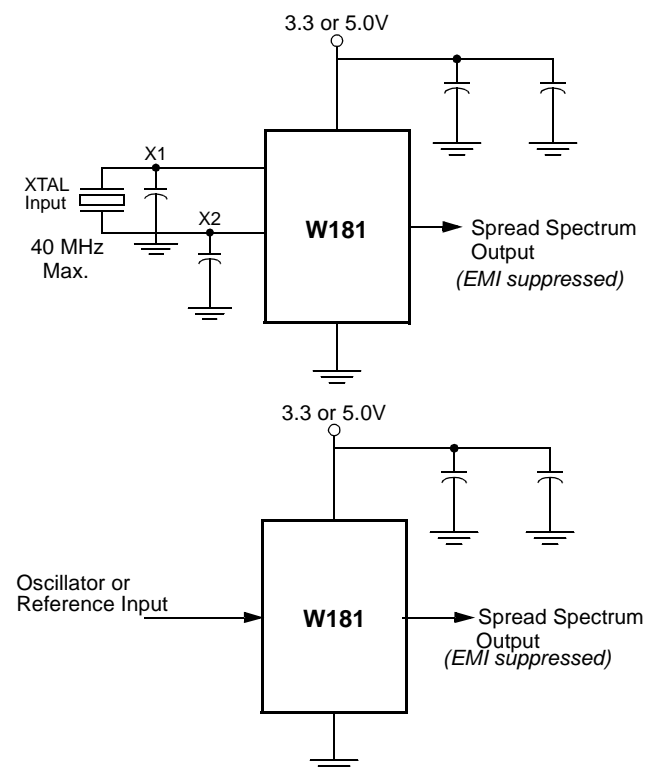 3.3 or 5.0V
X1
XTAL
Input
X2
40 MHz
Max.
W181
Spread Spectrum
Output
(EMI suppressed)
3.3 or 5.0V
Oscillator or
Reference Input
W181
Spread Spectrum
Output
(EMI suppressed)